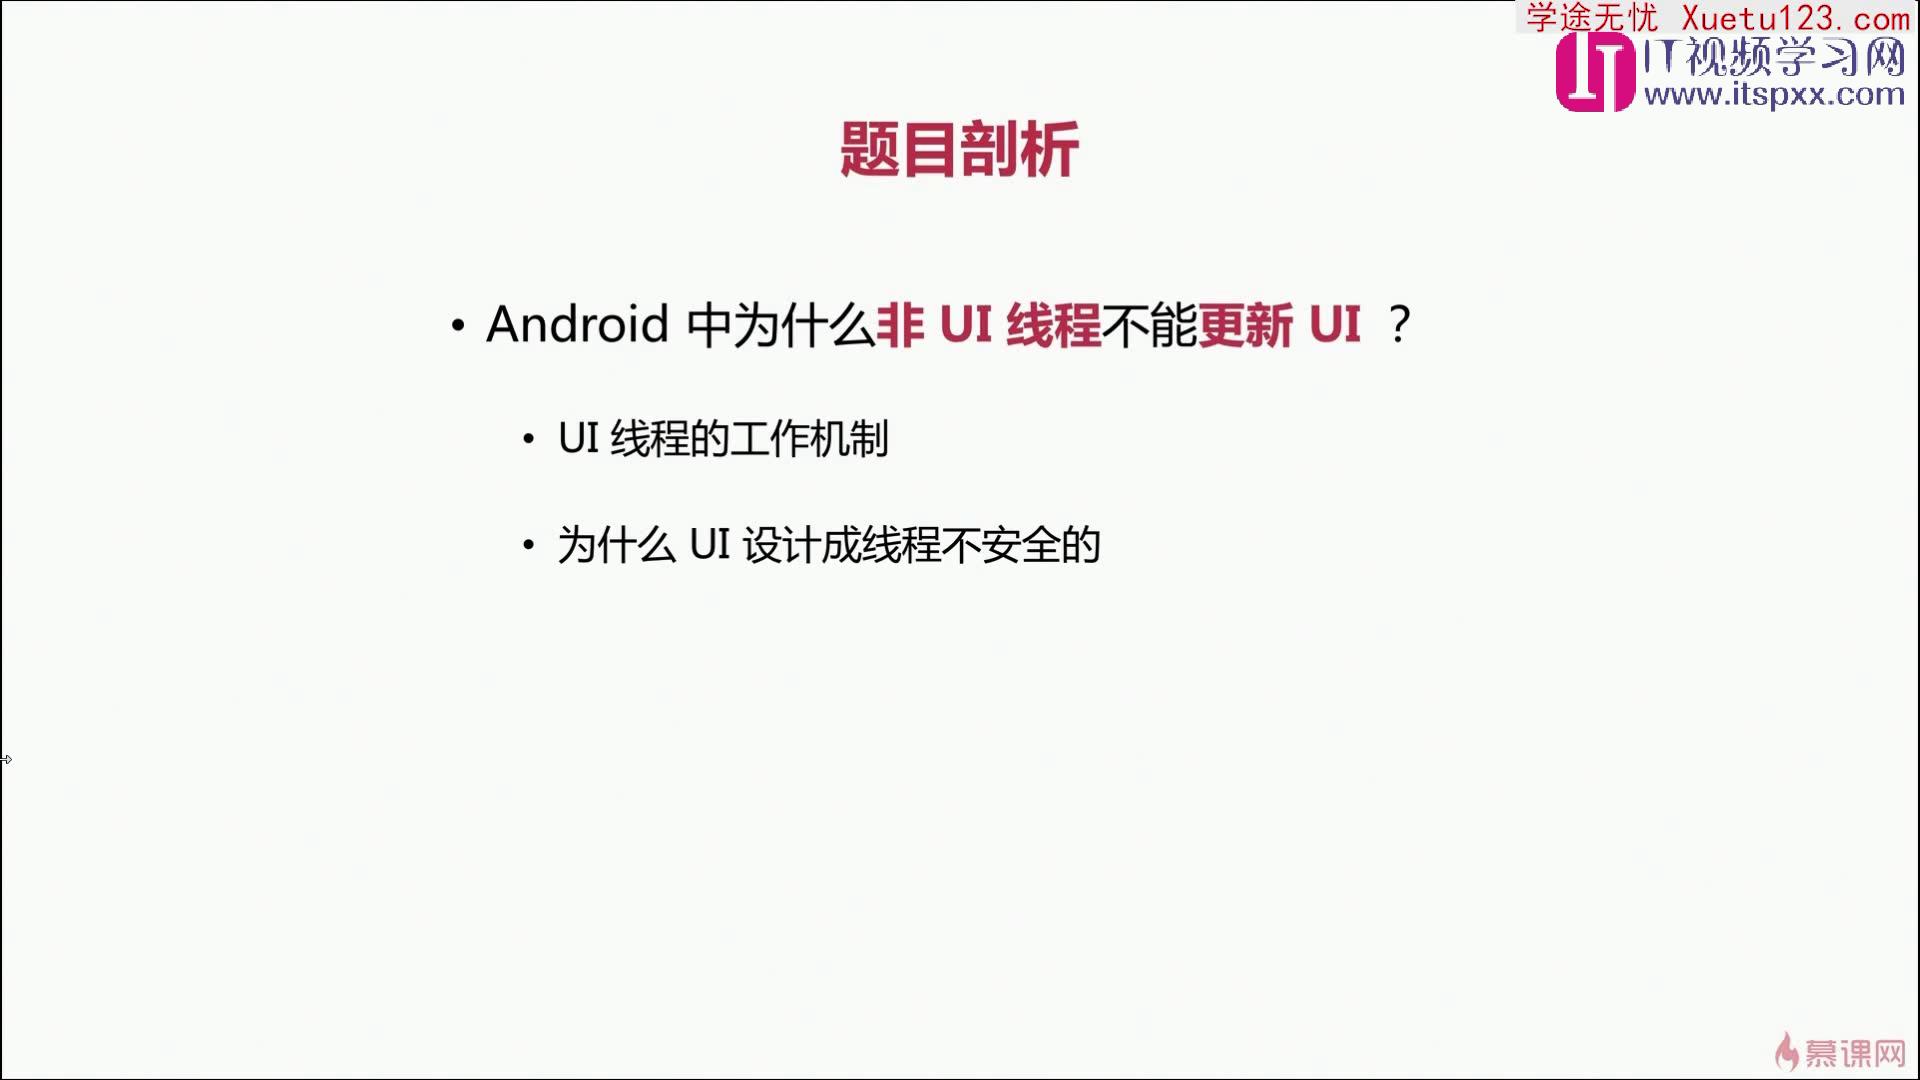 学途无忧 Xuetu123.com
IT视频学习网
www.itspxx.com
题目剖析
• Android 中为什么非 UI 线程不能更新 UI ？
• UI 线程的工作机制
• 为什么 UI 设计成线程不安全的
慕课网